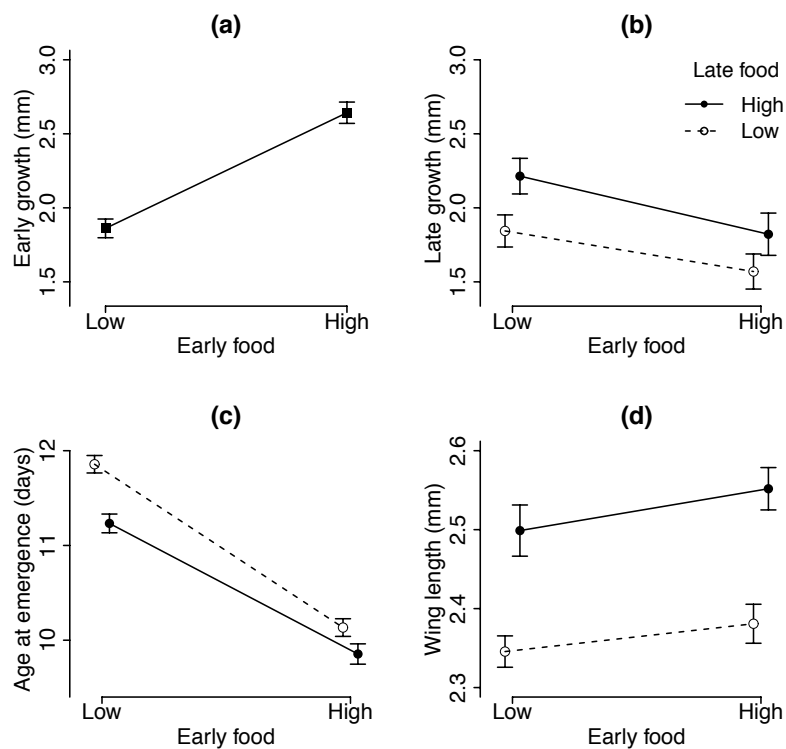 (a)
Early growth (mm)
3.0
2.5
2.0
1.5
Low
High
Early food
(b)
Late growth (mm)
3.0
2.5
2.0
1.5
Late food
High
Low
Low
High
Early food
(c)
Age at emergence (days)
12
11
10
Low
High
Early food
(d)
Wing length (mm)
2.6
2.5
2.4
2.3
Low
High
Early food